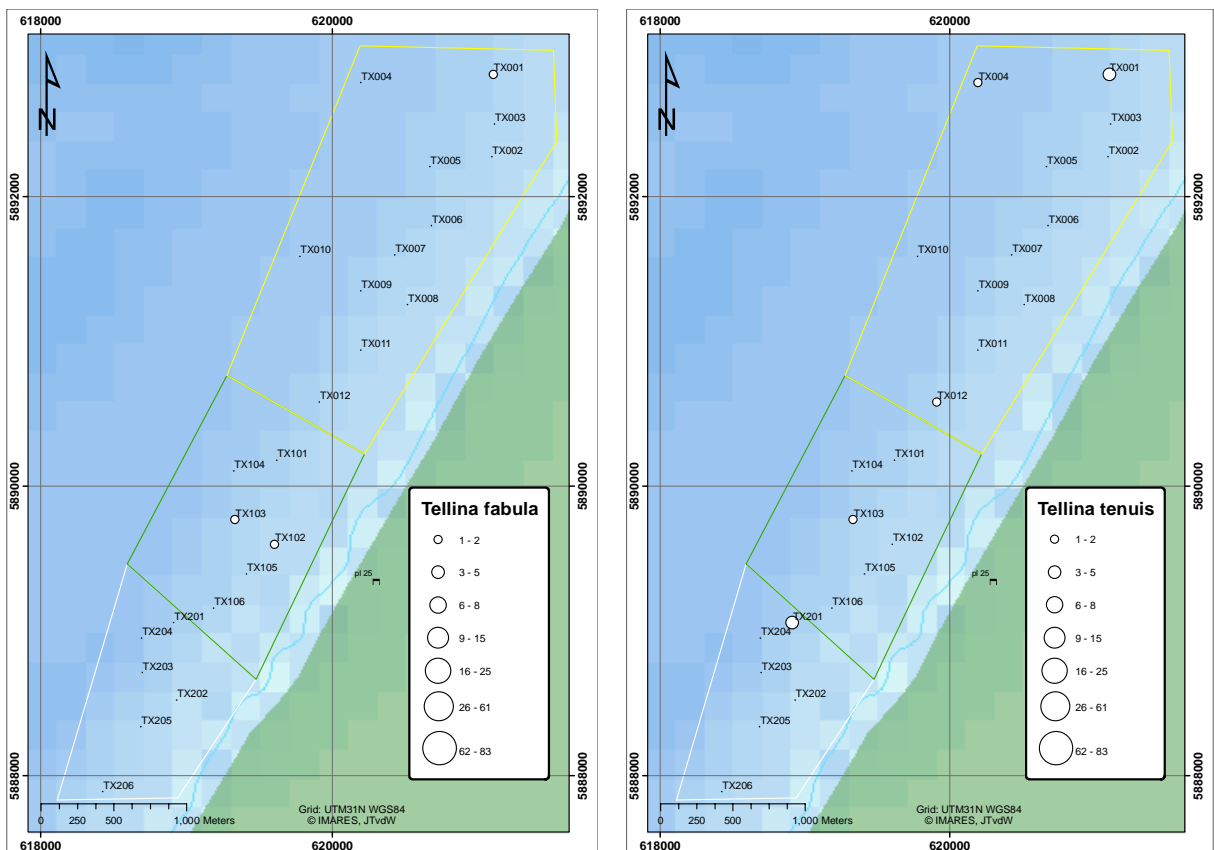 618000
620000
N
TX004
TX001
TX003
TX002
TX005
5892000
5892000
TX006
TX010
TX007
TX009
TX008
TX011
TX012
TX101
TX104
5890000
5890000
TX103
TX102
TX105
pl 25
TX106
TX201
TX204
TX203
TX202
TX205
5888000
5888000
TX206
Tellina fabula
1 - 2
3 - 5
6 - 8
9 - 15
16 - 25
26 - 61
62 - 83
0 250 500 1,000 Meters
Grid: UTM31N WGS84
© IMARES, JTvdW
618000
620000
618000
620000
N
TX004
TX001
TX003
TX002
TX005
5892000
5892000
TX006
TX010
TX007
TX009
TX008
TX011
TX012
TX101
TX104
5890000
5890000
TX103
TX102
TX105
pl 25
TX106
TX201
TX204
TX203
TX202
TX205
5888000
5888000
TX206
Tellina tenuis
1 - 2
3 - 5
6 - 8
9 - 15
16 - 25
26 - 61
62 - 83
0 250 500 1,000 Meters
Grid: UTM31N WGS84
© IMARES, JTvdW
618000
620000